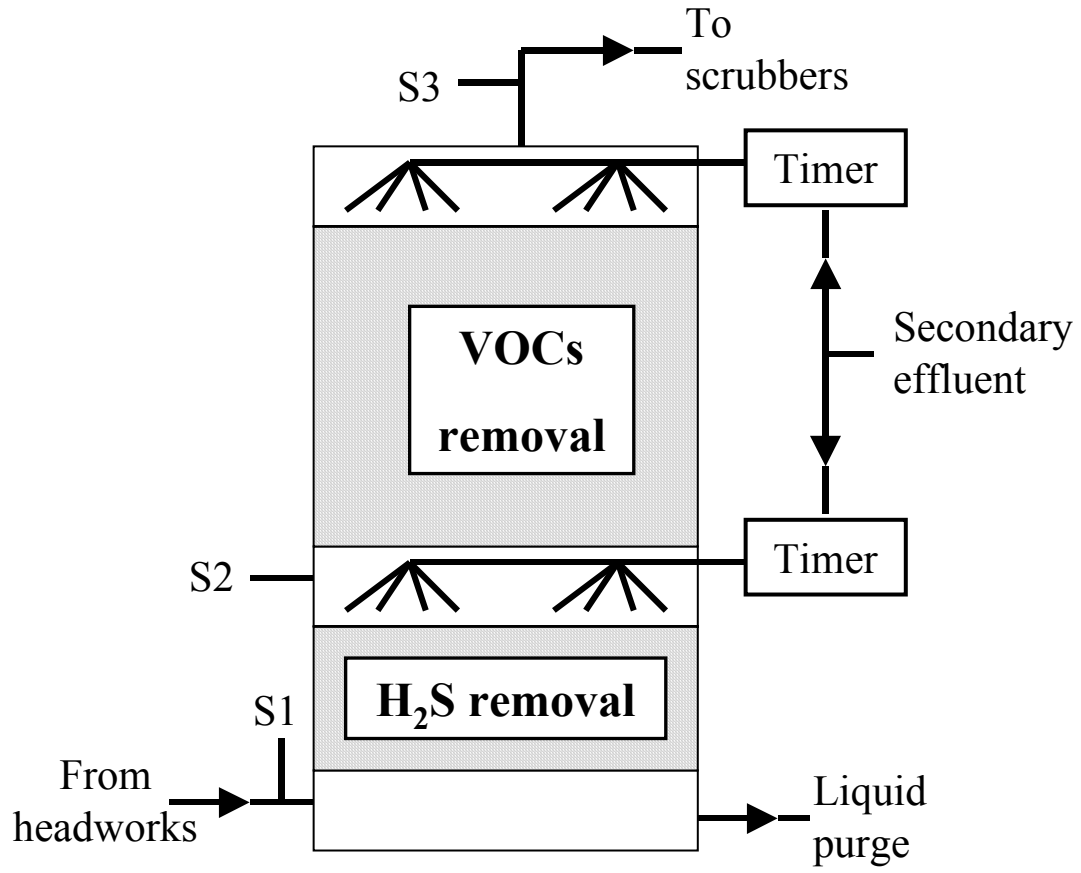 To
scrubbers
S3
Timer
VOCs
removal
Secondary
effluent
Timer
S2
H₂S removal
S1
From
headworks
Liquid
purge